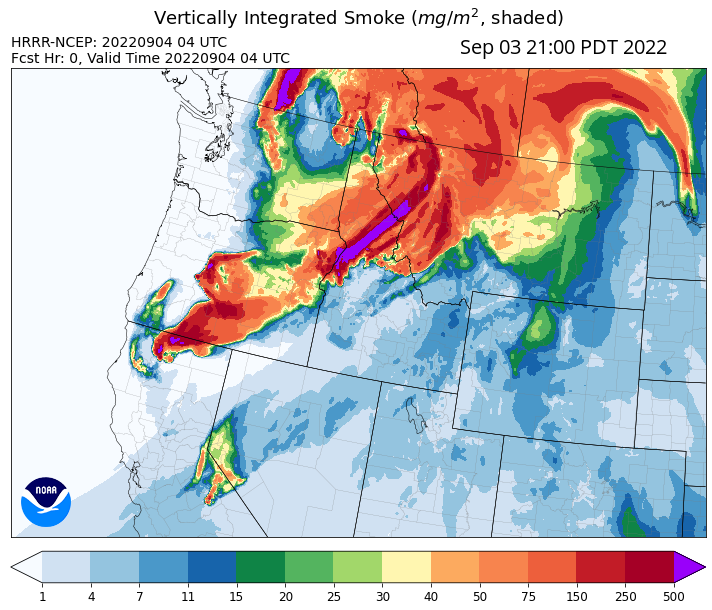 Vertically Integrated Smoke (mg/m², shaded)
HRRR-NCEP: 20220904 04 UTC
Fcst Hr: 0, Valid Time 20220904 04 UTC
Sep 03 21:00 PDT 2022
NOAA
1 4 7 11 15 20 25 30 40 50 75 150 250 500